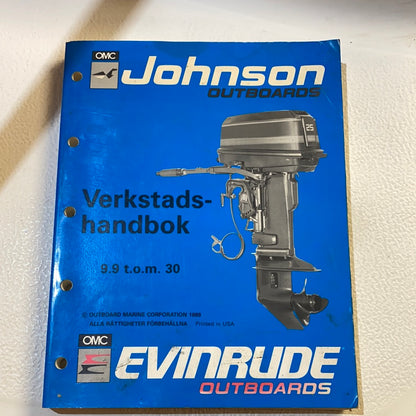 OMC
Johnson
OUTBOARDS
Verkstads-
handbok
9.9 t.o.m. 30
© OUTBOARD MARINE CORPORATION 1989
ALLA RÄTTIGHETER FÖRBEHÅLLNA Printed in USA
OMC
EVINRUDE
OUTBOARDS